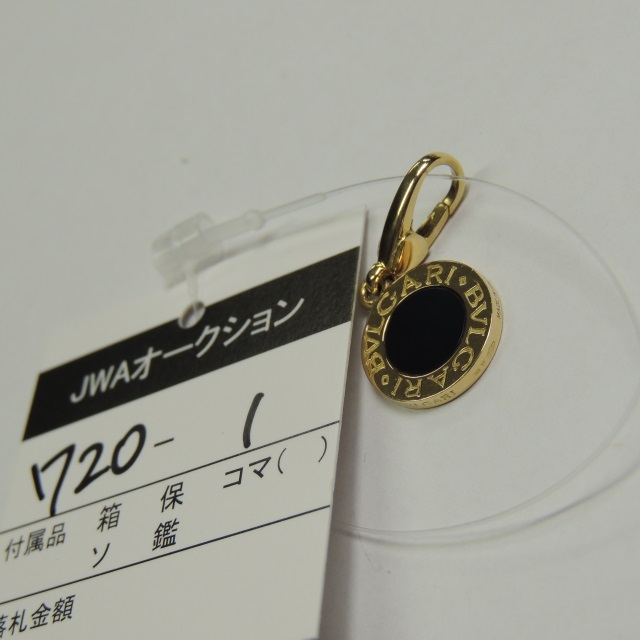 JWAオークション
720-1
付属品 箱 保 コマ( )
ソ 鑑
落札金額
BVLGARI • BVLGARI •